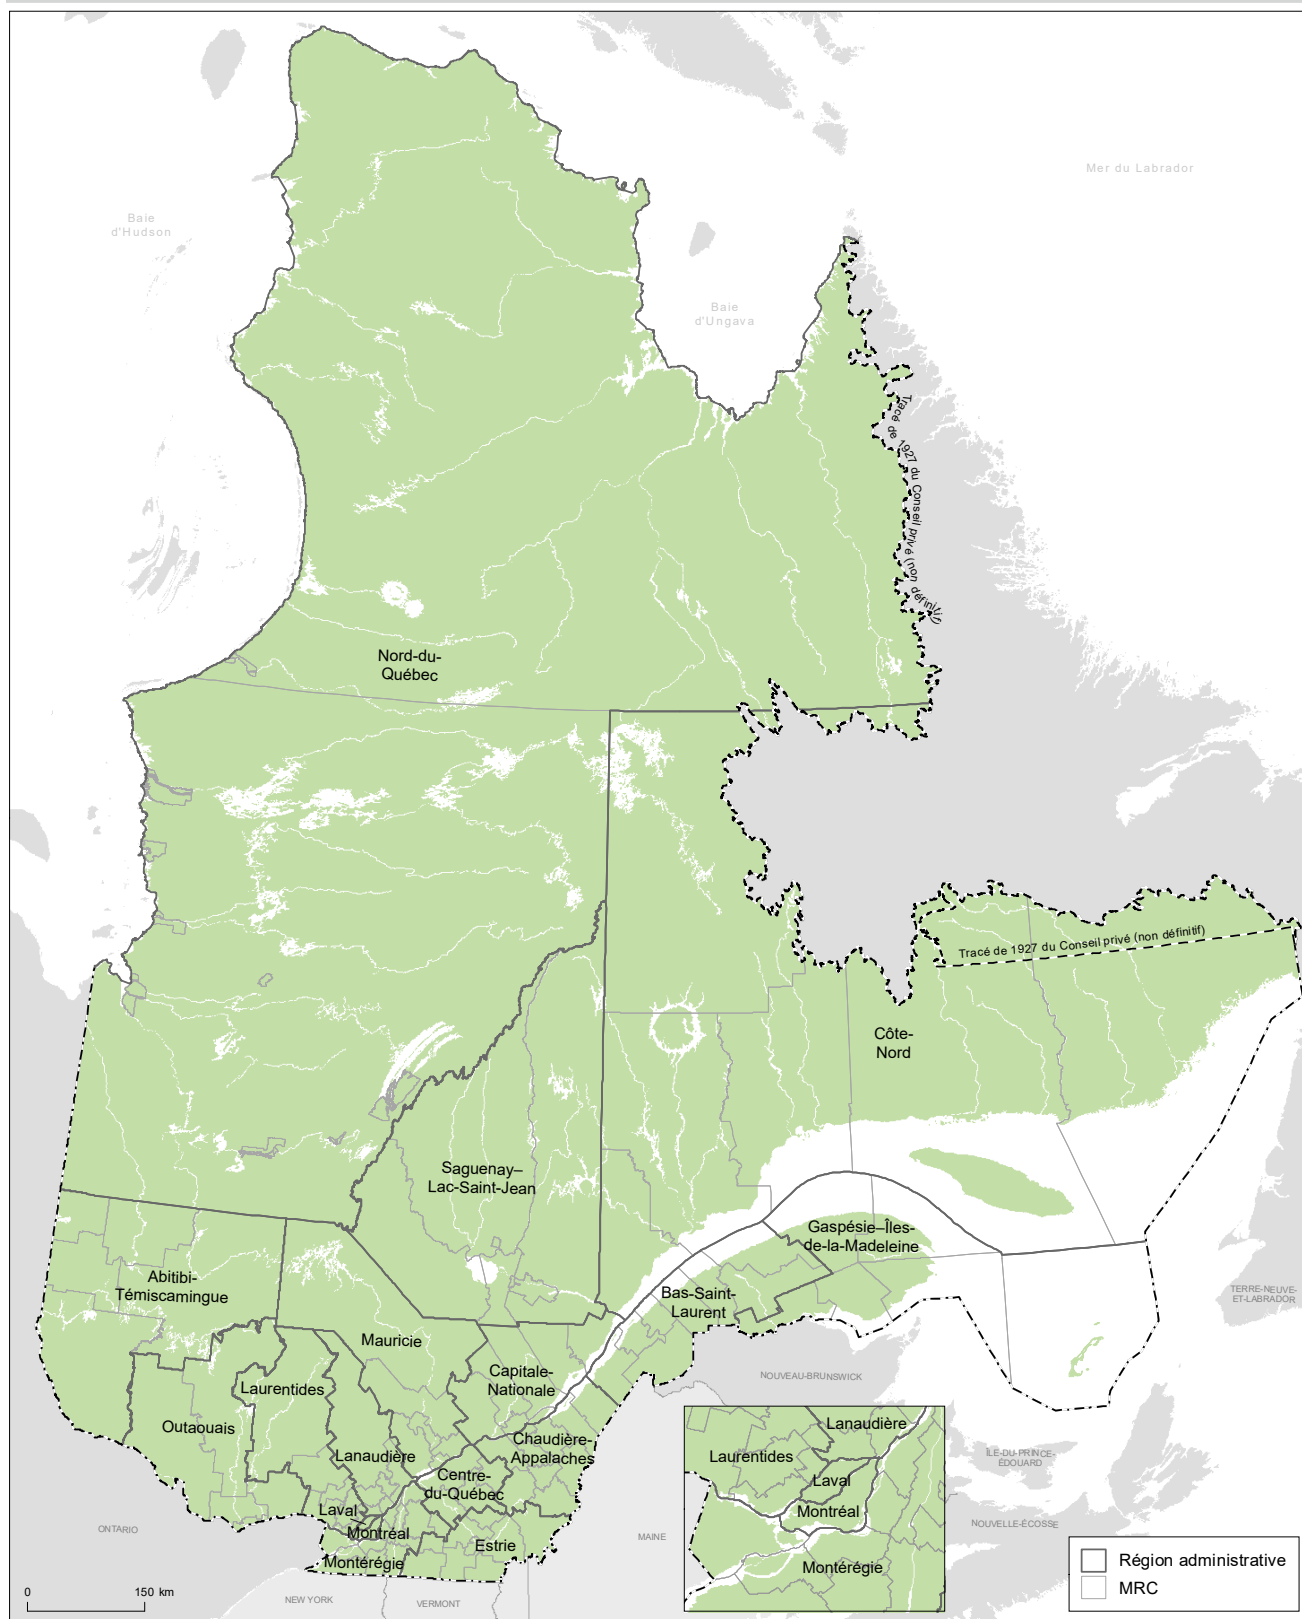 Mer du Labrador
Baie
d'Hudson
Baie
d'Ungava
Tracé de 1927 du Conseil privé (non définitif)
Nord-du-
Québec
Tracé de 1927 du Conseil privé (non définitif)
Côte-
Nord
Saguenay–
Lac-Saint-Jean
Gaspésie–Îles-
de-la-Madeleine
Abitibi-
Témiscamingue
Bas-Saint-
Laurent
TERRE-NEUVE-
ET-LABRADOR
Mauricie
Capitale-
Nationale
NOUVEAU-BRUNSWICK
Laurentides
Outaouais
Lanaudière
Chaudière-
Appalaches
Centre-
du-Québec
Laval
Montréal
Montérégie
Estrie
Lanaudière
Laurentides
Laval
Montréal
Montérégie
ÎLE-DU-PRINCE-
ÉDOUARD
NOUVELLE-ÉCOSSE
ONTARIO
MAINE
NEW YORK
VERMONT
0 150 km
Région administrative
MRC